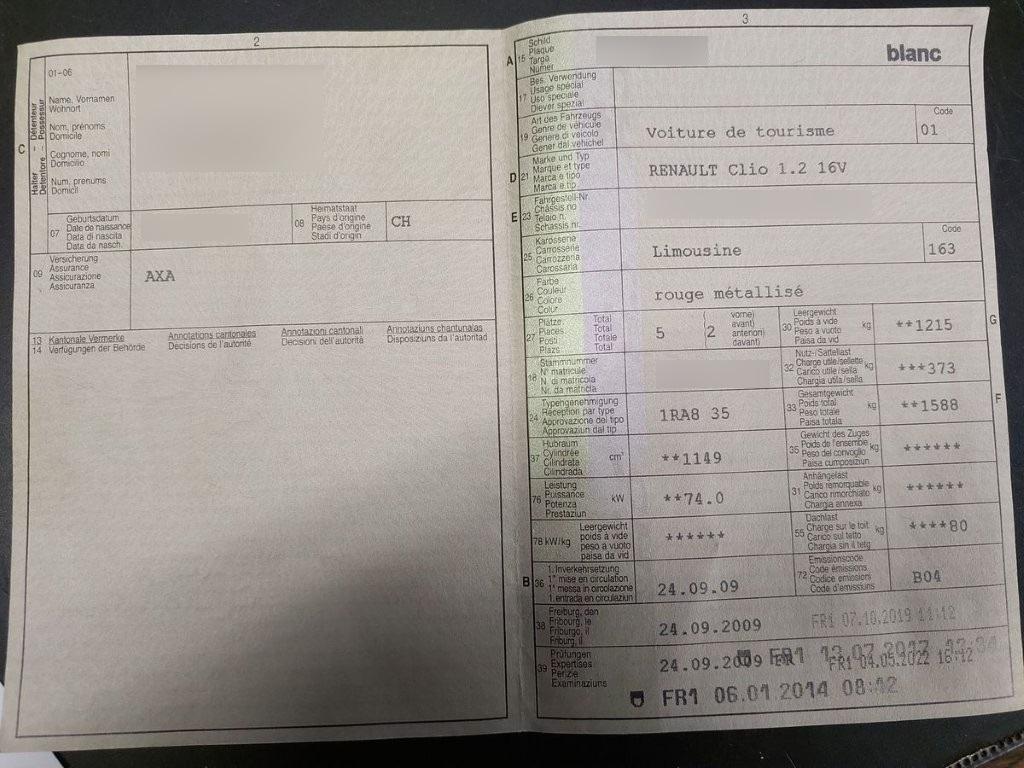 2
01-06
C
Halter – Détenteur
Detentore – Possessur
Name, Vornamen
Wohnort
Nom, prénoms
Domicile
Cognome, nomi
Domicilio
Num, prenums
Domicil
07
Geburtsdatum
Date de naissance
Data di nascita
Data da nasch.
08
Heimatstaat
Pays d'origine
Paese d'origine
Stadi d'origin
CH
09
Versicherung
Assurance
Assicurazione
Assicuranza
AXA
13 Kantonale Vermerke
14 Verfügungen der Behörde
Annotations cantonales
Décisions de l'autorité
Annotazioni cantonali
Decisioni dell'autorità
Annotaziuns chantunalas
Disposiziuns da l'autoritad
3
A 15
Schild
Plaque
Targa
Numer
blanc
17
Bes. Verwendung
Usage spécial
Uso speciale
Diever spezial
19
Art des Fahrzeugs
Genre de véhicule
Genere di veicolo
Gener dal vehichel
Voiture de tourisme
Code
01
D 21
Marke und Typ
Marque et type
Marca e tipo
Marca e tip
RENAULT Clio 1.2 16V
E 23
Fahrgestell-Nr
Châssis no
Telaio n.
Schassis nr.
25
Karosserie
Carrosserie
Carrozzeria
Carossaria
Limousine
Code
163
26
Farbe
Couleur
Colore
Colur
rouge métallisé
27
Plätze Total
Places Total
Posti Totale
Plazs Total
5
2
vorne)
avant)
anteriori)
davant)
30
Leergewicht
Poids à vide
Peso a vuoto
Paisa da vid
kg
**1215
G
18
Stammnummer
N° matricule
N. di matricola
Nr. da matricla
32
Nutz-/Sattellast
Charge utile/sellette
Carico utile/sella
Chargia utila/sella
kg
***373
24
Typengenehmigung
Réception par type
Approvazione del tipo
Approvaziun dal tip
1RA8 35
33
Gesamtgewicht
Poids total
Peso totale
Paisa totala
kg
**1588
F
37
Hubraum
Cylindrée
Cilindrata
Cilindrada
cm³
**1149
35
Gewicht des Zuges
Poids de l'ensemble
Peso del convoglio
Paisa cumposiziun
kg
******
76
Leistung
Puissance
Potenza
Prestaziun
kW
**74.0
31
Anhängelast
Poids remorquable
Carico rimorchiato
Chargia annexa
kg
******
78 kW/kg
Leergewicht
poids à vide
peso a vuoto
paisa da vid
******
55
Dachlast
Charge sur le toit
Carico sul tetto
Chargia sin il tetg
kg
****80
B 36
1. Inverkehrsetzung
1re mise en circulation
1a messa in circolazione
1. entrada en circulaziun
24.09.09
72
Emissionscode
Code émissions
Codice emissioni
Code d'emissiuns
B04
38
Freiburg, den
Fribourg, le
Friburgo, il
Friburg, il
24.09.2009
FR1 07.10.2019 11:12
39
Prüfungen
Expertises
Perizie
Examinaziuns
24.09.2009 FR
FR1 13.07.2017 17:34
FR1 04.05.2022 16:12
FR1 06.01.2014 08:12